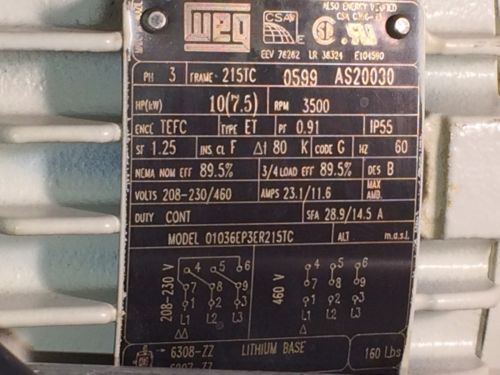 WEG CSA E ALSO ENERGY VERIFIED
EEV 78262 LR 38324 E104590
PH 3 FRAME 215TC 0599 AS20030
HP(kW) 10(7.5) RPM 3500
ENCL TEFC TYPE ET PF 0.91 IP55
SF 1.25 INS CL F Δt 80 K CODE G HZ 60
NEMA NOM EFF 89.5% 3/4 LOAD EFF 89.5% DES B
VOLTS 208-230/460 AMPS 23.1/11.6 MAX AMB.
DUTY CONT SFA 28.9/14.5 A
MODEL 01036EP3ER215TC ALT m.a.s.l.
208-230 V 460 V
4 5 6 4 5 6
7 8 9 7 8 9
1 2 3 1 2 3
L1 L2 L3 L1 L2 L3
ΔΔ Δ
6308-ZZ LITHIUM BASE 160 Lbs